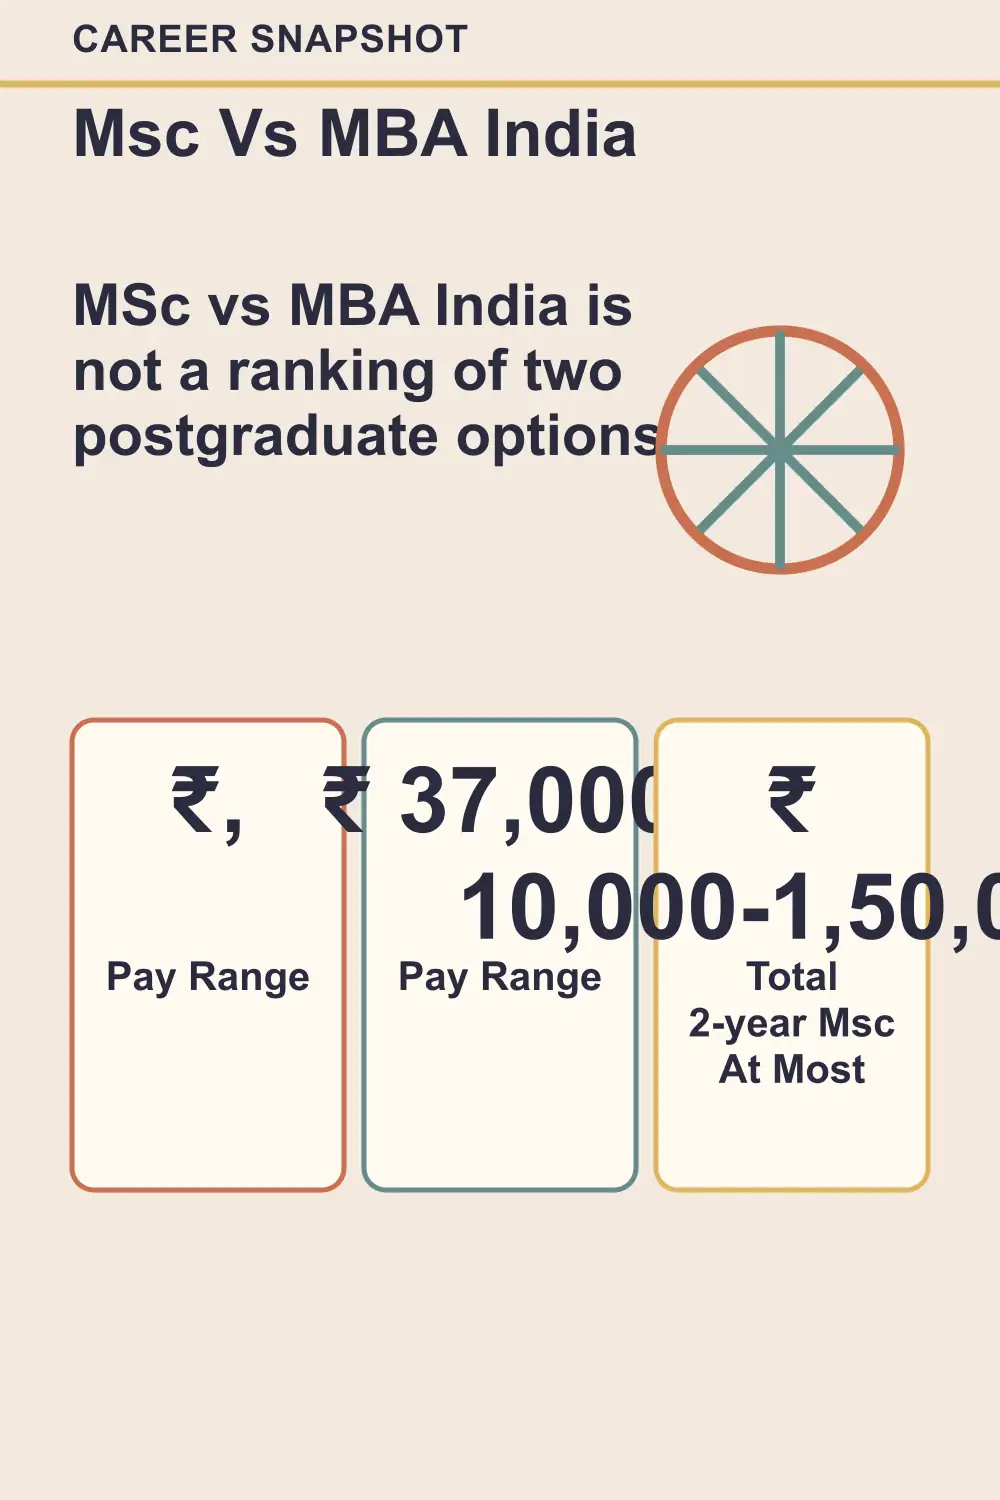 CAREER SNAPSHOT
Msc Vs MBA India
MSc vs MBA India is
not a ranking of two
postgraduate options
₹,
Pay Range
₹ 37,000
Pay Range
₹
10,000-1,50,0
Total
2-year Msc
At Most